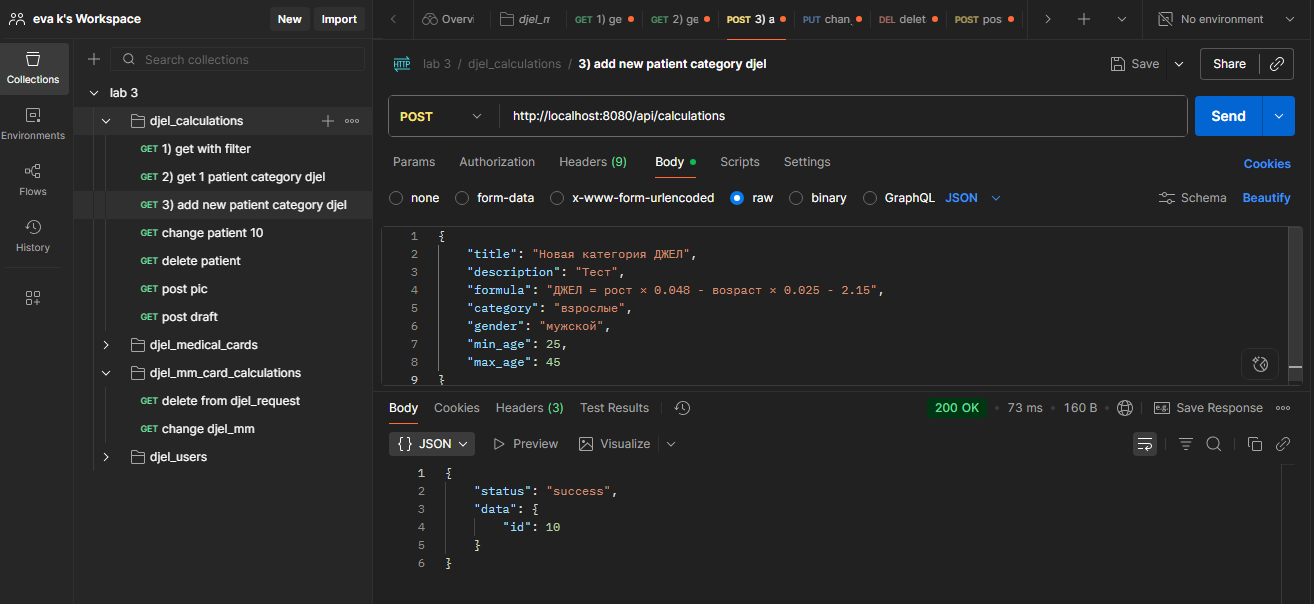 eva k's Workspace
New
Import
Overvi
djel_m
GET 1) ge
GET 2) ge
POST 3) a
PUT chan
DEL delet
POST pos
No environment
Collections
Environments
Flows
History
Search collections
lab 3
djel_calculations
GET 1) get with filter
GET 2) get 1 patient category djel
GET 3) add new patient category djel
GET change patient 10
GET delete patient
GET post pic
GET post draft
djel_medical_cards
djel_mm_card_calculations
GET delete from djel_request
GET change djel_mm
djel_users
HTTP lab 3 / djel_calculations / 3) add new patient category djel
Save
Share
POST
http://localhost:8080/api/calculations
Send
Params
Authorization
Headers (9)
Body
Scripts
Settings
Cookies
none
form-data
x-www-form-urlencoded
raw
binary
GraphQL
JSON
Schema
Beautify
1 {
2 "title": "Новая категория ДЖЕЛ",
3 "description": "Тест",
4 "formula": "ДЖЕЛ = рост × 0.048 - возраст × 0.025 - 2.15",
5 "category": "взрослые",
6 "gender": "мужской",
7 "min_age": 25,
8 "max_age": 45
9 }
Body
Cookies
Headers (3)
Test Results
200 OK
73 ms
160 B
e.g. Save Response
{} JSON
Preview
Visualize
1 {
2 "status": "success",
3 "data": {
4 "id": 10
5 }
6 }